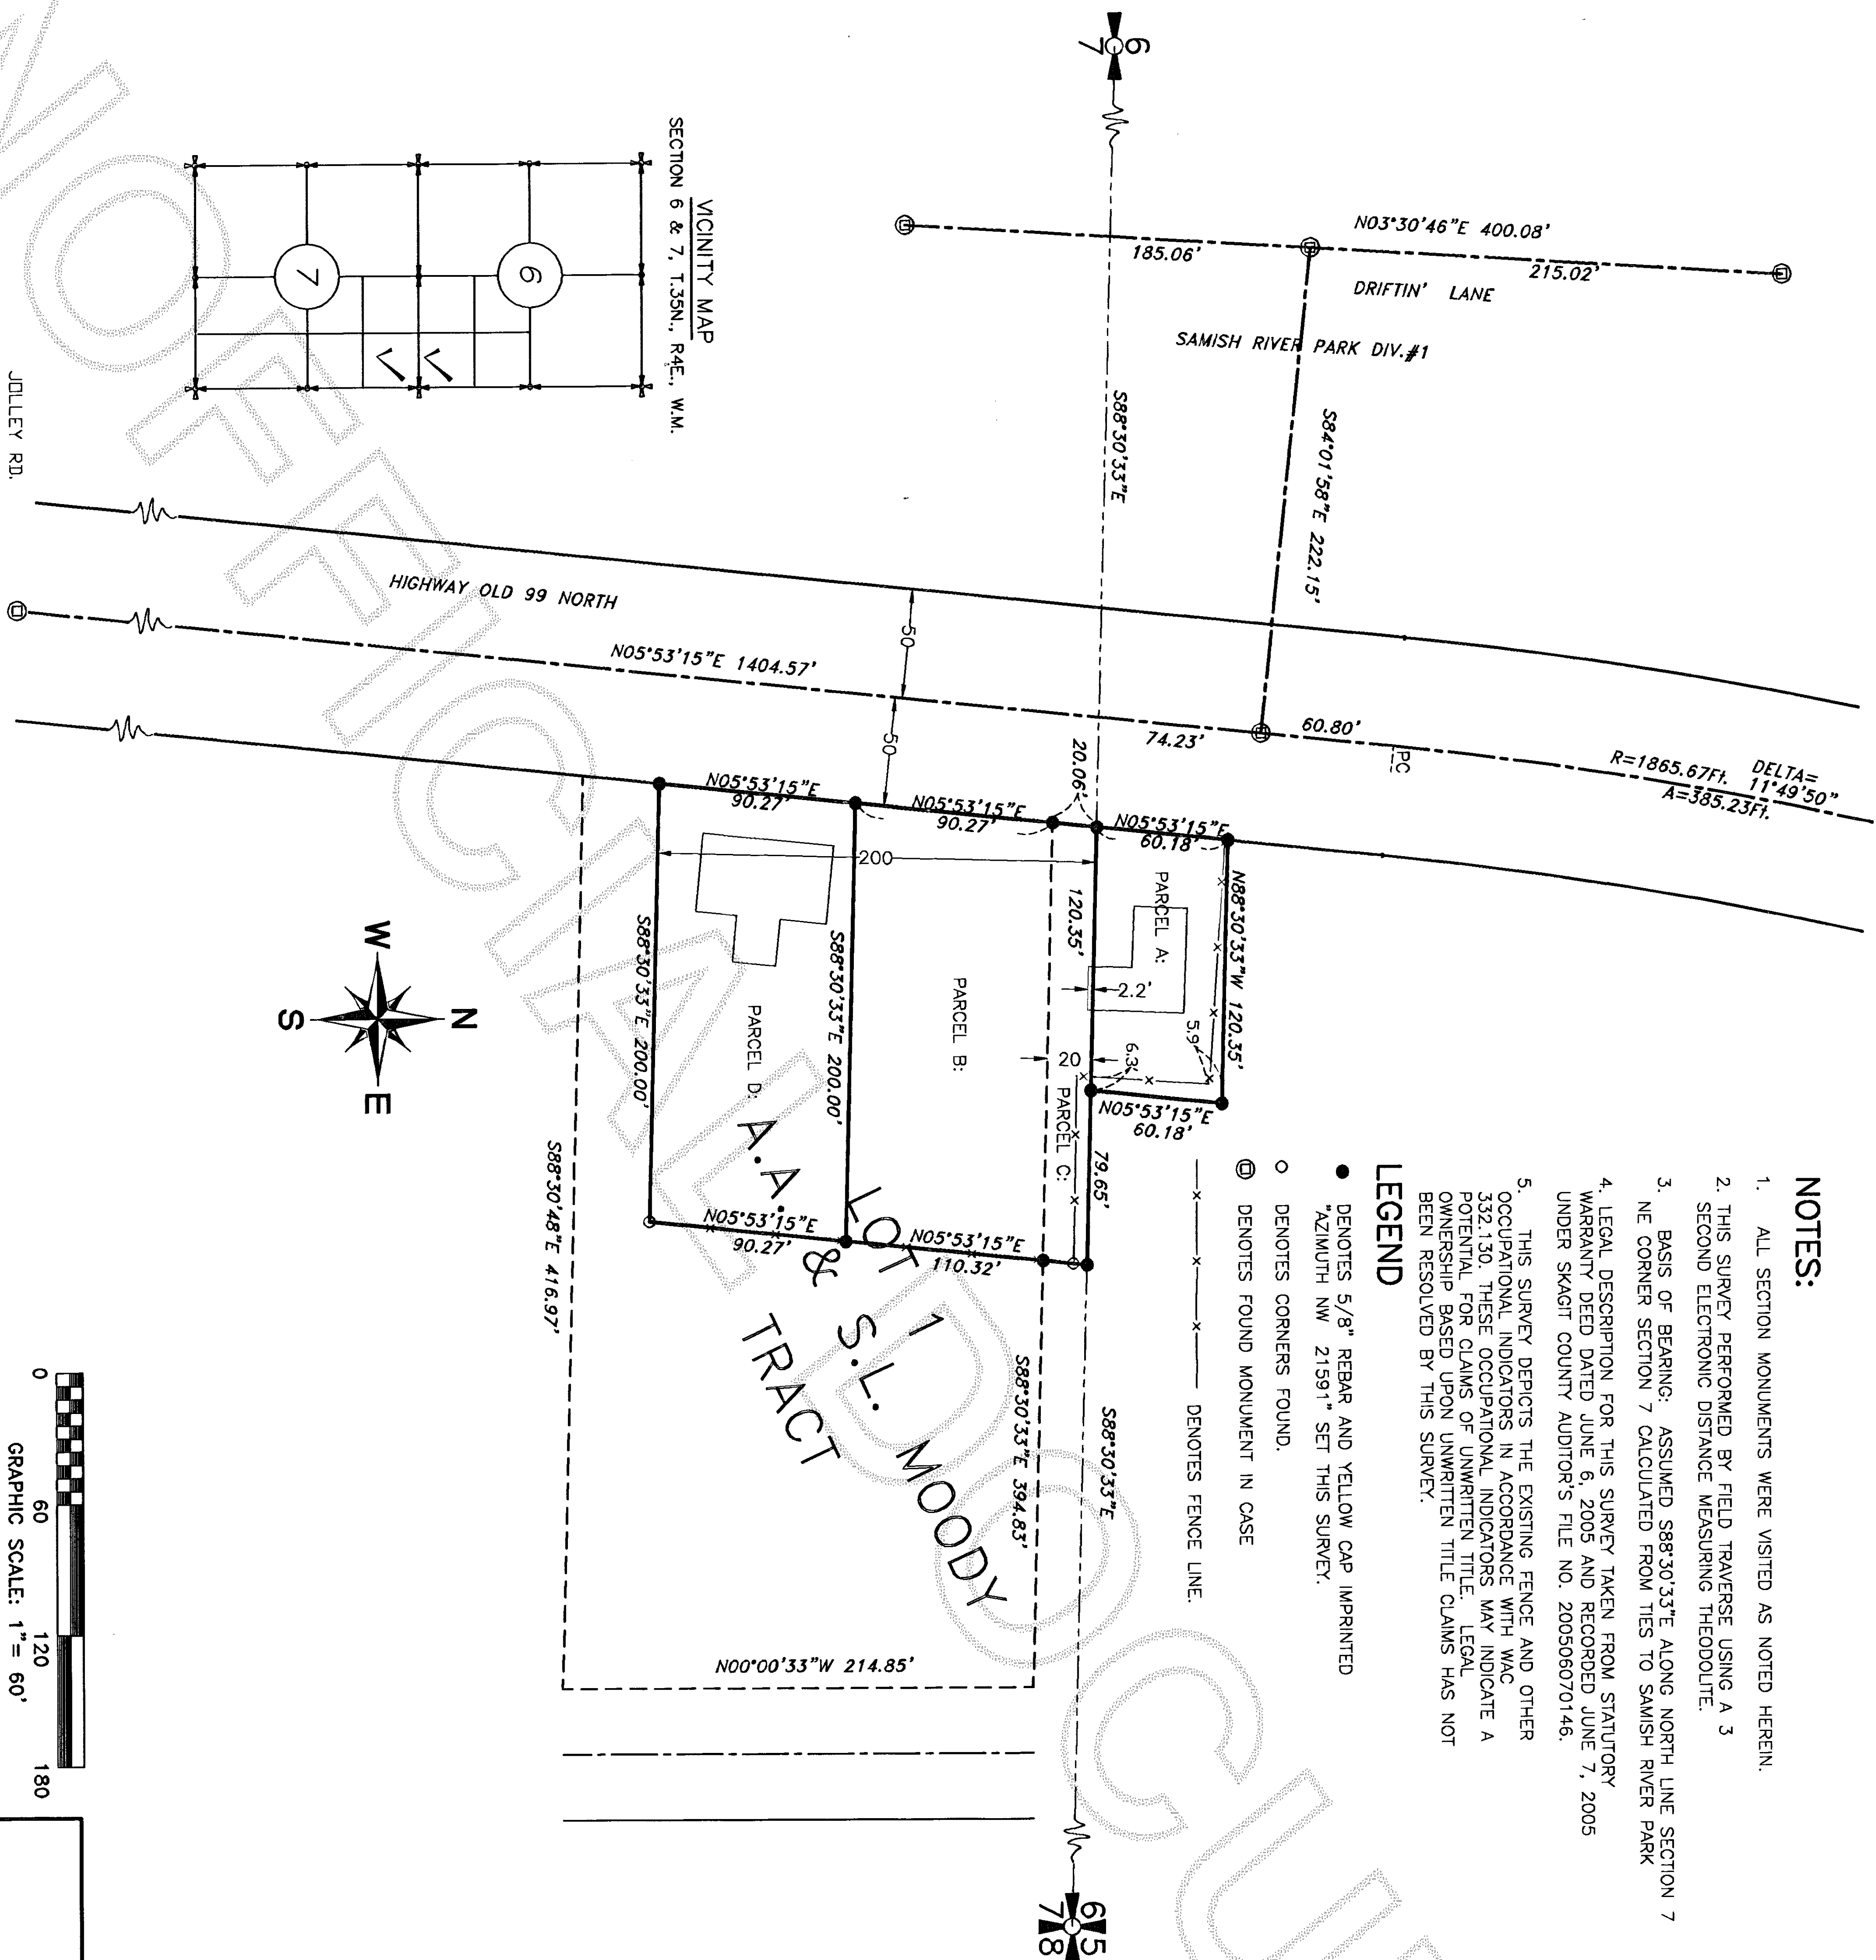 NOTES:
1. ALL SECTION MONUMENTS WERE VISITED AS NOTED HEREIN.
2. THIS SURVEY PERFORMED BY FIELD TRAVERSE USING A 3
SECOND ELECTRONIC DISTANCE MEASURING THEODOLITE.
3. BASIS OF BEARING: ASSUMED S88°30'33"E ALONG NORTH LINE SECTION 7
NE CORNER SECTION 7 CALCULATED FROM TIES TO SAMISH RIVER PARK
4. LEGAL DESCRIPTION FOR THIS SURVEY TAKEN FROM STATUTORY
WARRANTY DEED DATED JUNE 6, 2005 AND RECORDED JUNE 7, 2005
UNDER SKAGIT COUNTY AUDITOR'S FILE NO. 200506070146.
5. THIS SURVEY DEPICTS THE EXISTING FENCE AND OTHER
OCCUPATIONAL INDICATORS IN ACCORDANCE WITH WAC
332.130. THESE OCCUPATIONAL INDICATORS MAY INDICATE A
POTENTIAL FOR CLAIMS OF UNWRITTEN TITLE. LEGAL
OWNERSHIP BASED UPON UNWRITTEN TITLE CLAIMS HAS NOT
BEEN RESOLVED BY THIS SURVEY.
LEGEND
DENOTES 5/8" REBAR AND YELLOW CAP IMPRINTED
"AZIMUTH NW 21591" SET THIS SURVEY.
DENOTES CORNERS FOUND.
DENOTES FOUND MONUMENT IN CASE
DENOTES FENCE LINE.
6
7
N03°30'46"E 400.08'
185.06'
215.02'
DRIFTIN' LANE
SAMISH RIVER PARK DIV.#1
S84°01'58"E 222.15'
S88°30'33"E
VICINITY MAP
SECTION 6 & 7, T.35N., R4E., W.M.
6
7
JOLLEY RD.
HIGHWAY OLD 99 NORTH
N05°53'15"E 1404.57'
50
50
74.23'
60.80'
PC
DELTA=
11°49'50"
R=1865.67Ft.
A=385.23Ft.
20.06'
N05°53'15"E
90.27'
N05°53'15"E
90.27'
N05°53'15"E
60.18'
200
PARCEL A:
N88°30'33"W 120.35'
120.35'
2.2'
5.9'
6.3'
20
N05°53'15"E
60.18'
PARCEL B:
PARCEL C:
79.65'
PARCEL D:
S88°30'33"E 200.00'
S88°30'33"E 200.00'
N05°53'15"E
90.27'
N05°53'15"E
110.32'
LOT 1
A.A. & S.L. MOODY
TRACT
S88°30'48"E 416.97'
S88°30'33"E 394.83'
S88°30'33"E
N00°00'33"W 214.85'
W
N
S
E
6 5
7 8
0 60 120 180
GRAPHIC SCALE: 1"= 60'
UNOFFICIAL DOCU